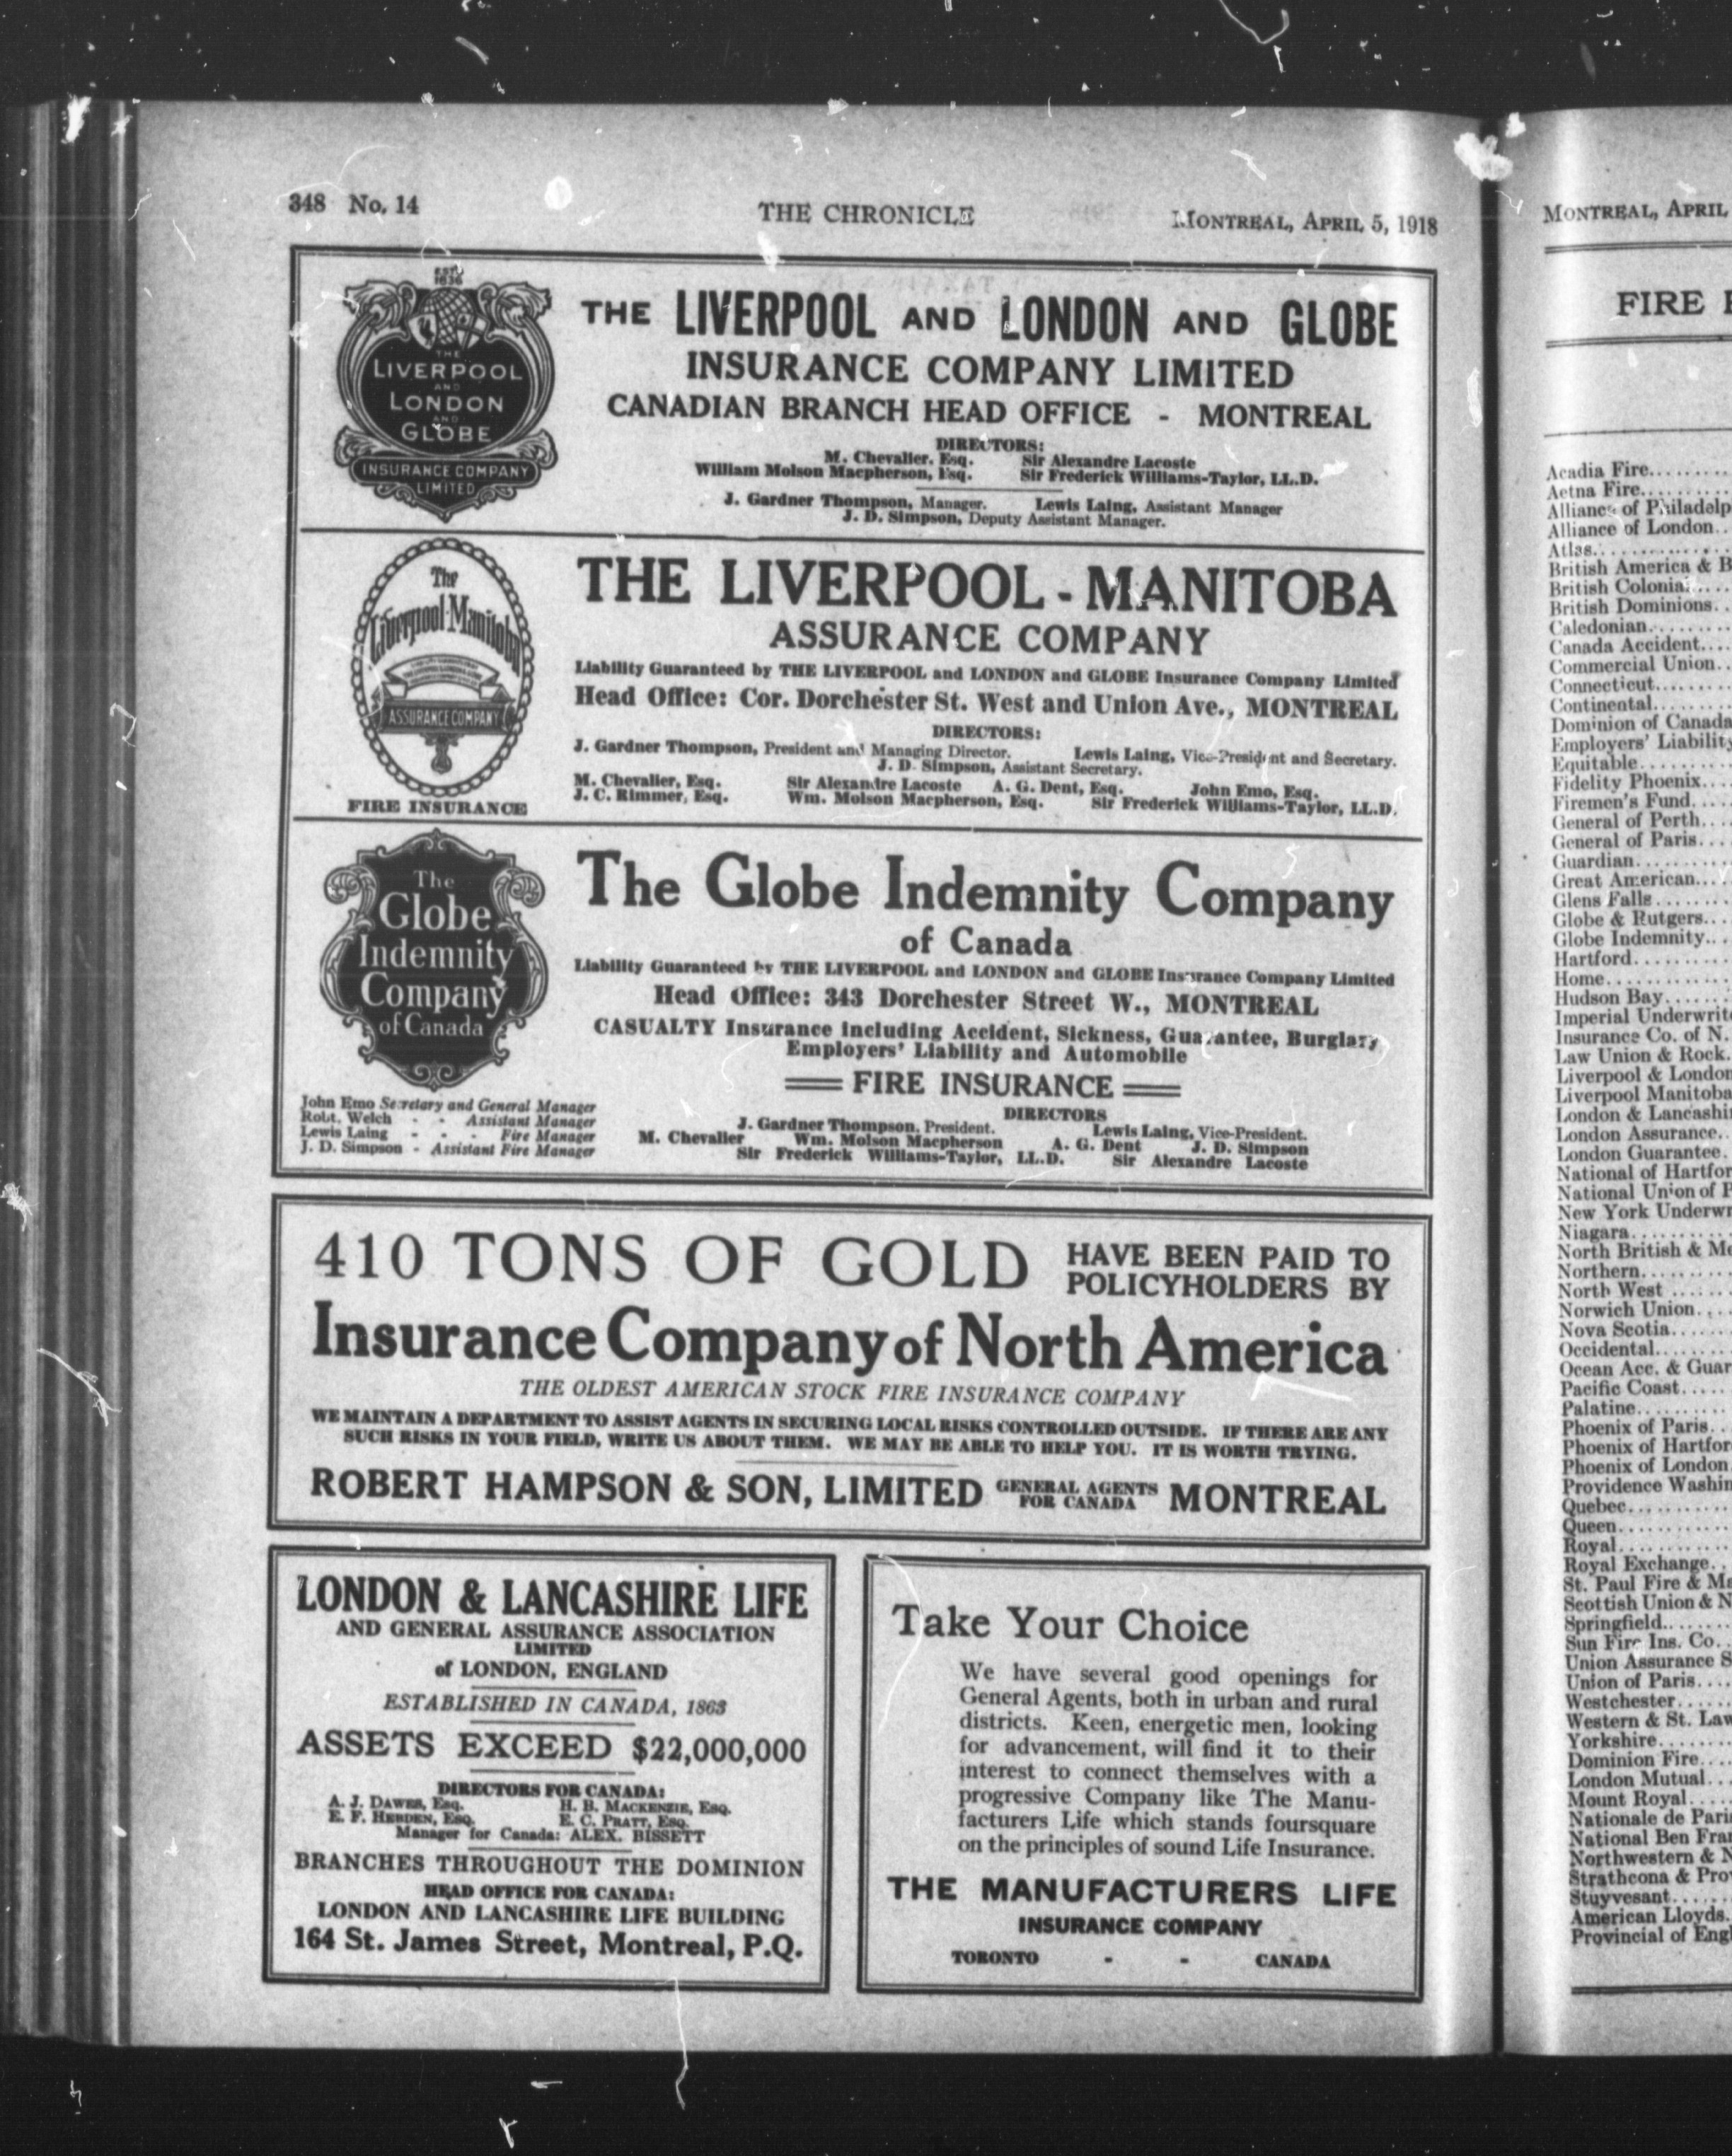 348 No. 14
THE CHRONICLE
MONTREAL, APRIL 5, 1918
ESTD
1836
THE
LIVERPOOL
AND
LONDON
AND
GLOBE
INSURANCE COMPANY
LIMITED
THE LIVERPOOL AND LONDON AND GLOBE
INSURANCE COMPANY LIMITED
CANADIAN BRANCH HEAD OFFICE - MONTREAL
DIRECTORS:
M. Chevalier, Esq. Sir Alexandre Lacoste
William Molson Macpherson, Esq. Sir Frederick Williams-Taylor, LL.D.
J. Gardner Thompson, Manager. Lewis Laing, Assistant Manager
J. D. Simpson, Deputy Assistant Manager.
The
Liverpool-Manitoba
ASSURANCE COMPANY
FIRE INSURANCE
THE LIVERPOOL - MANITOBA
ASSURANCE COMPANY
Liability Guaranteed by THE LIVERPOOL and LONDON and GLOBE Insurance Company Limited
Head Office: Cor. Dorchester St. West and Union Ave., MONTREAL
DIRECTORS:
J. Gardner Thompson, President and Managing Director. Lewis Laing, Vice-President and Secretary.
J. D. Simpson, Assistant Secretary.
M. Chevalier, Esq. Sir Alexandre Lacoste A. G. Dent, Esq. John Emo, Esq.
J. C. Rimmer, Esq. Wm. Molson Macpherson, Esq. Sir Frederick Williams-Taylor, LL.D.
The
Globe
Indemnity
Company
of Canada
The Globe Indemnity Company
of Canada
Liability Guaranteed by THE LIVERPOOL and LONDON and GLOBE Insurance Company Limited
Head Office: 343 Dorchester Street W., MONTREAL
CASUALTY Insurance including Accident, Sickness, Guarantee, Burglary
Employers' Liability and Automobile
FIRE INSURANCE
John Emo Secretary and General Manager
Robt. Welch - - Assistant Manager
Lewis Laing - - - Fire Manager
J. D. Simpson - Assistant Fire Manager
DIRECTORS
J. Gardner Thompson, President. Lewis Laing, Vice-President.
M. Chevalier Wm. Molson Macpherson A. G. Dent J. D. Simpson
Sir Frederick Williams-Taylor, LL.D. Sir Alexandre Lacoste
410 TONS OF GOLD HAVE BEEN PAID TO
POLICYHOLDERS BY
Insurance Company of North America
THE OLDEST AMERICAN STOCK FIRE INSURANCE COMPANY
WE MAINTAIN A DEPARTMENT TO ASSIST AGENTS IN SECURING LOCAL RISKS CONTROLLED OUTSIDE. IF THERE ARE ANY
SUCH RISKS IN YOUR FIELD, WRITE US ABOUT THEM. WE MAY BE ABLE TO HELP YOU. IT IS WORTH TRYING.
ROBERT HAMPSON & SON, LIMITED GENERAL AGENTS
FOR CANADA MONTREAL
LONDON & LANCASHIRE LIFE
AND GENERAL ASSURANCE ASSOCIATION
LIMITED
of LONDON, ENGLAND
ESTABLISHED IN CANADA, 1863
ASSETS EXCEED $22,000,000
DIRECTORS FOR CANADA:
A. J. DAWES, Esq. H. B. MACKENZIE, Esq.
E. F. HEBDEN, Esq. E. C. PRATT, Esq.
Manager for Canada: ALEX. BISSETT
BRANCHES THROUGHOUT THE DOMINION
HEAD OFFICE FOR CANADA:
LONDON AND LANCASHIRE LIFE BUILDING
164 St. James Street, Montreal, P.Q.
Take Your Choice
We have several good openings for
General Agents, both in urban and rural
districts. Keen, energetic men, looking
for advancement, will find it to their
interest to connect themselves with a
progressive Company like The Manu-
facturers Life which stands foursquare
on the principles of sound Life Insurance.
THE MANUFACTURERS LIFE
INSURANCE COMPANY
TORONTO - - CANADA
MONTREAL, APRIL
FIRE
Acadia Fire
Aetna Fire
Alliance of Philadelp
Alliance of London
Atlas
British America & B
British Colonial
British Dominions
Caledonian
Canada Accident
Commercial Union
Connecticut
Continental
Dominion of Canada
Employers' Liability
Equitable
Fidelity Phoenix
Firemen's Fund
General of Perth
General of Paris
Guardian
Great American
Glens Falls
Globe & Rutgers
Globe Indemnity
Hartford
Home
Hudson Bay
Imperial Underwrite
Insurance Co. of N.
Law Union & Rock
Liverpool & London
Liverpool Manitoba
London & Lancashi
London Assurance
London Guarantee
National of Hartfor
National Union of P
New York Underwr
Niagara
North British & Me
Northern
North West
Norwich Union
Nova Scotia
Occidental
Ocean Acc. & Guar
Pacific Coast
Palatine
Phoenix of Paris
Phoenix of Hartfor
Phoenix of London
Providence Washin
Quebec
Queen
Royal
Royal Exchange
St. Paul Fire & Ma
Scottish Union & N
Springfield
Sun Fire Ins. Co.
Union Assurance S
Union of Paris
Westchester
Western & St. Law
Yorkshire
Dominion Fire
London Mutual
Mount Royal
Nationale de Paris
National Ben Fran
Northwestern & N
Strathcona & Prov
Stuyvesant
American Lloyds
Provincial of Engl